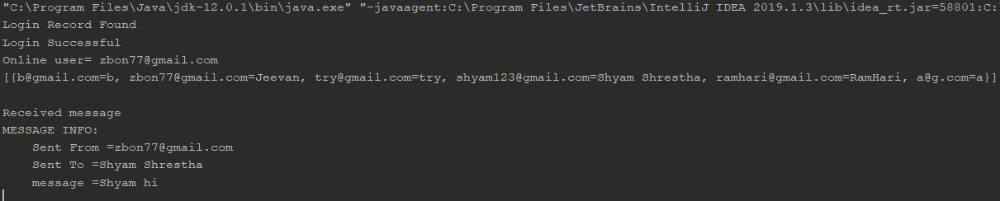 "C:\Program Files\Java\jdk-12.0.1\bin\java.exe" "-javaagent:C:\Program Files\JetBrains\IntelliJ IDEA 2019.1.3\lib\idea_rt.jar=58801:C:\
Login Record Found
Login Successful
Online user= zbon77@gmail.com
[{b@gmail.com=b, zbon77@gmail.com=Jeevan, try@gmail.com=try, shyam123@gmail.com=Shyam Shrestha, ramhari@gmail.com=RamHari, a@g.com=a}]
Received message
MESSAGE INFO:
Sent From =zbon77@gmail.com
Sent To =Shyam Shrestha
message =Shyam hi